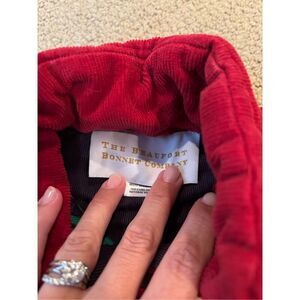 THE BEAUFORT
BONNET COMPANY